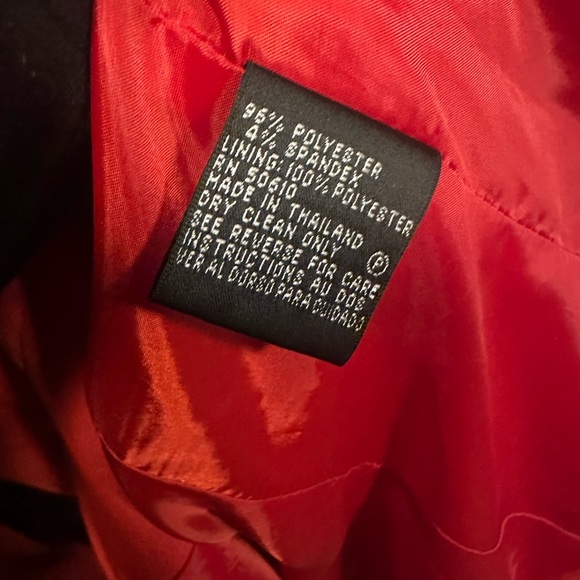 96% POLYESTER
4% SPANDEX
LINING: 100% POLYESTER
RN 50610
MADE IN THAILAND
DRY CLEAN ONLY Ⓟ
SEE REVERSE FOR CARE
INSTRUCTIONS AU DOS
VER AL DORSO PARA CUIDADO